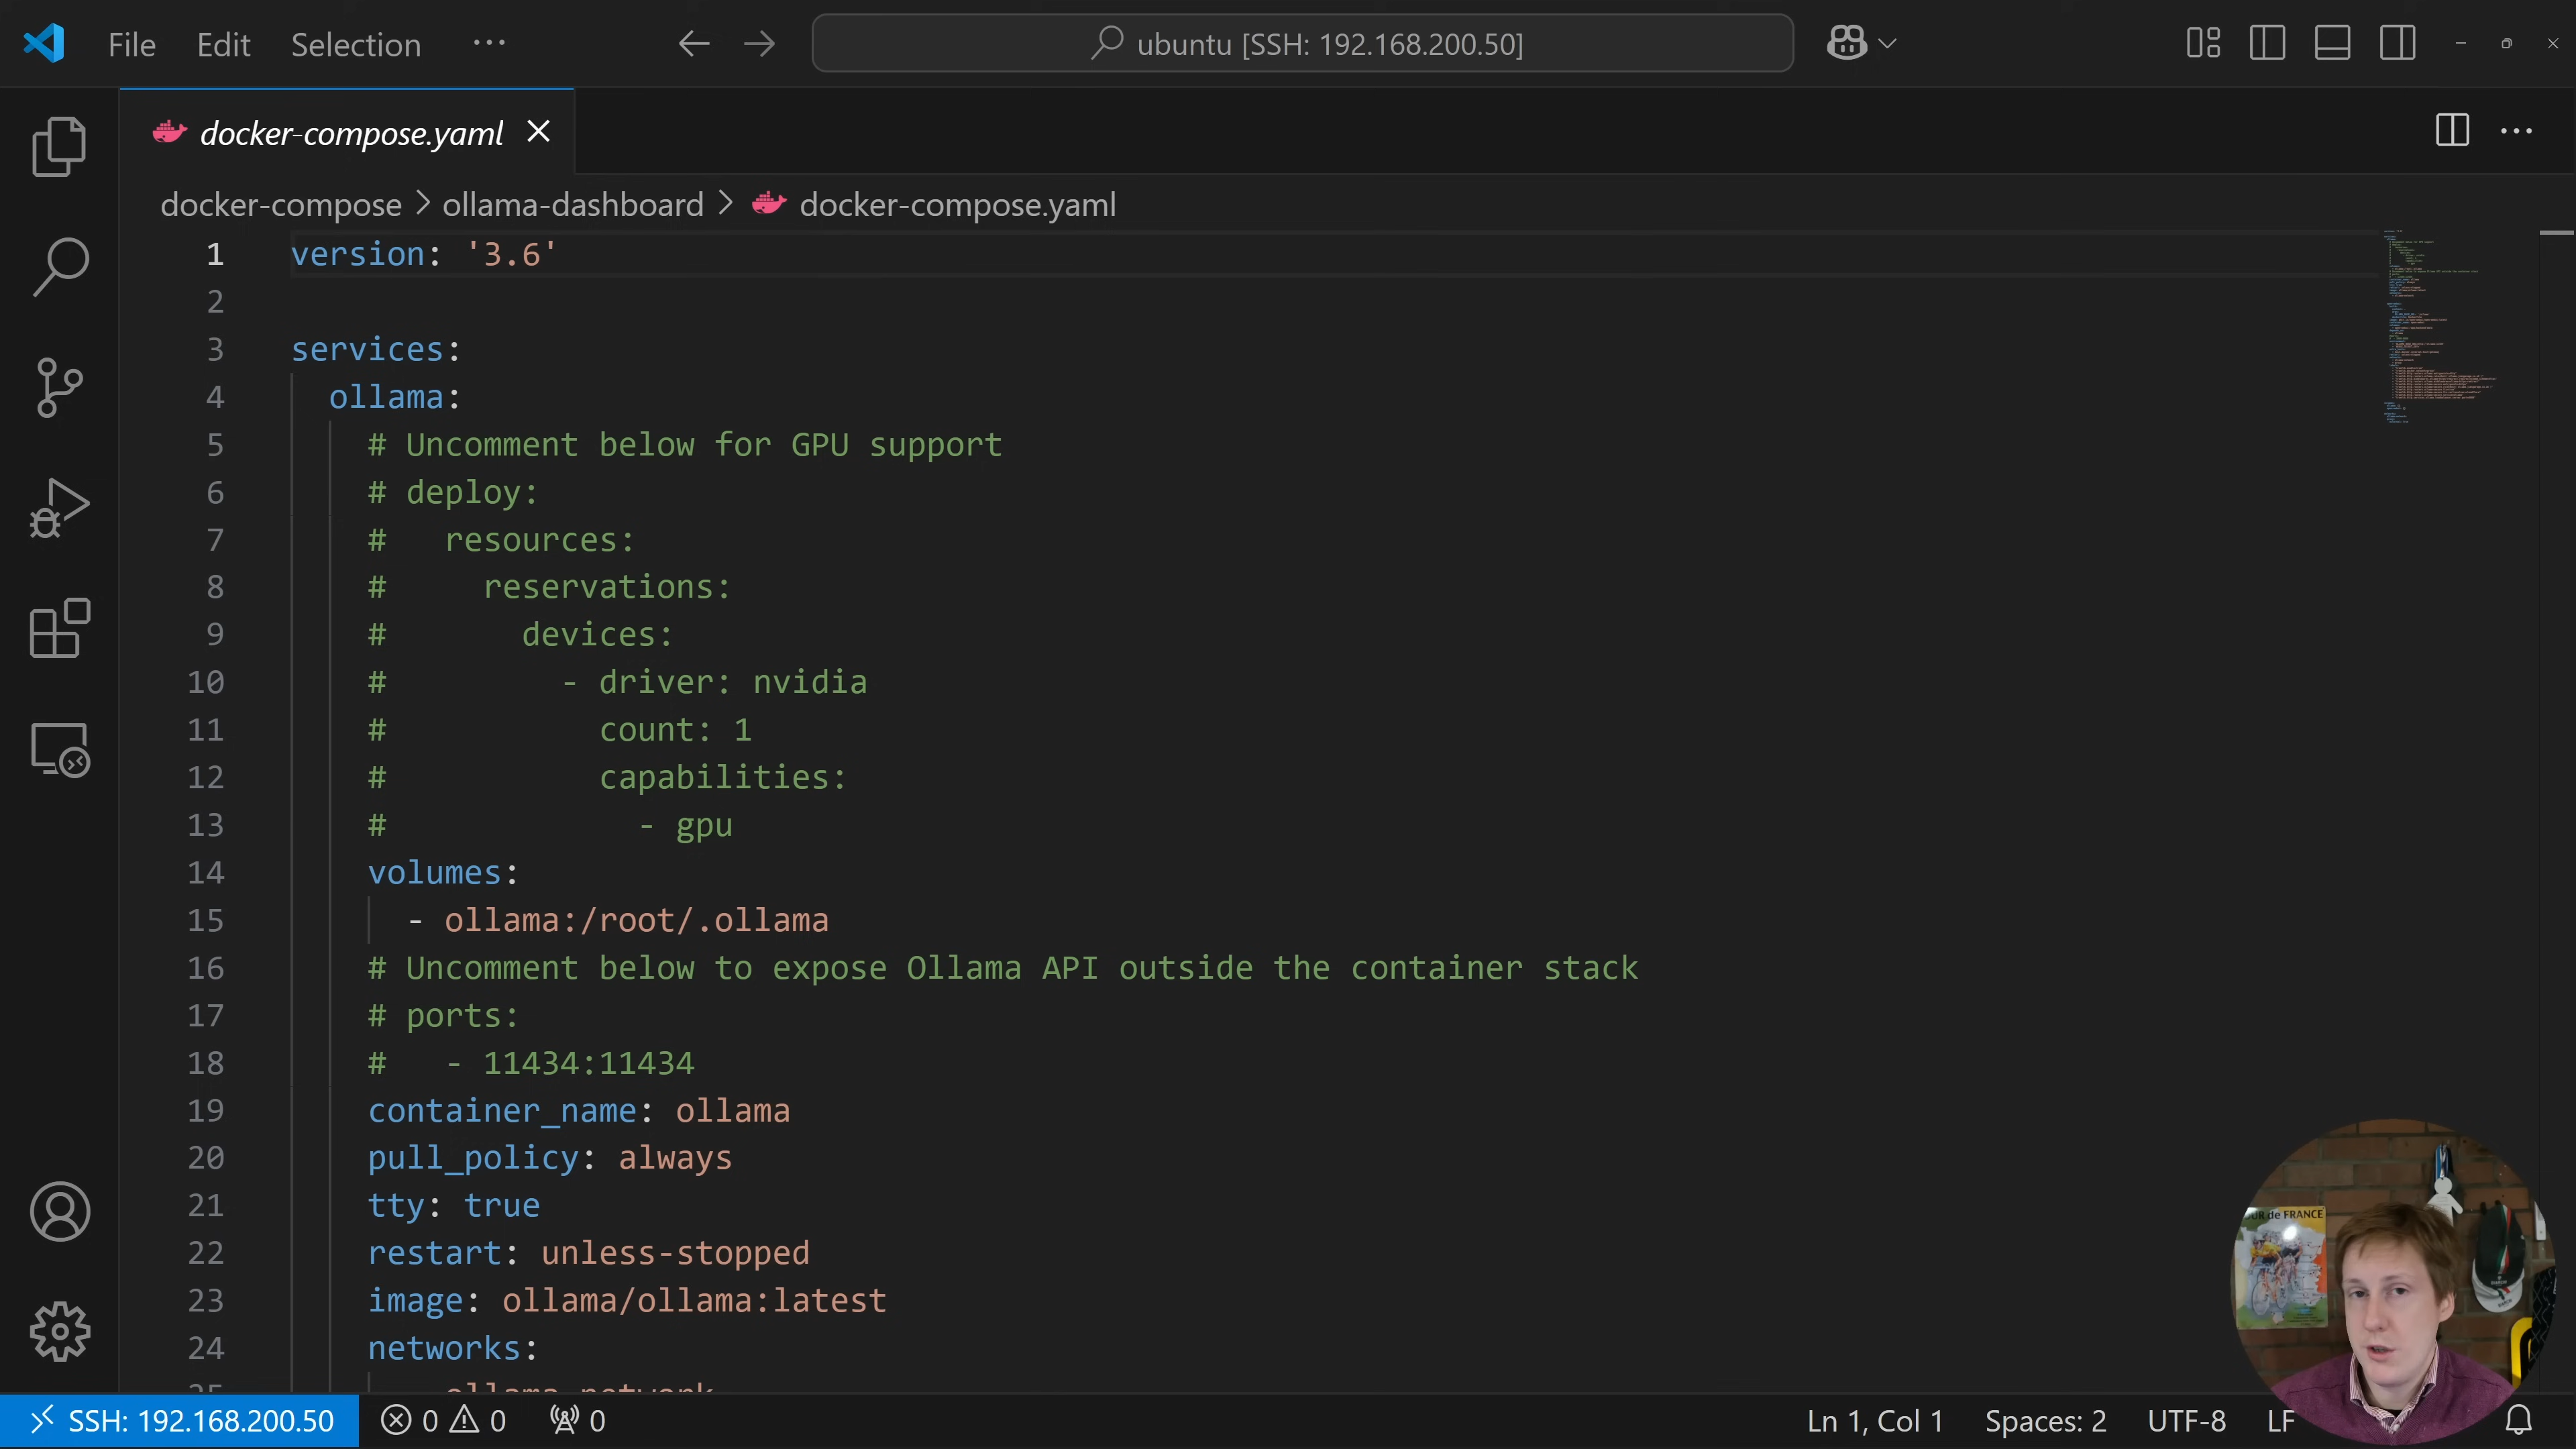 File Edit Selection ··· ubuntu [SSH: 192.168.200.50]
docker-compose.yaml
docker-compose > ollama-dashboard > docker-compose.yaml
1 version: '3.6'
2
3 services:
4 ollama:
5 # Uncomment below for GPU support
6 # deploy:
7 # resources:
8 # reservations:
9 # devices:
10 # - driver: nvidia
11 # count: 1
12 # capabilities:
13 # - gpu
14 volumes:
15 - ollama:/root/.ollama
16 # Uncomment below to expose Ollama API outside the container stack
17 # ports:
18 # - 11434:11434
19 container_name: ollama
20 pull_policy: always
21 tty: true
22 restart: unless-stopped
23 image: ollama/ollama:latest
24 networks:
25 - ollama-network
DE FRANCE
SSH: 192.168.200.50 0 0 0 Ln 1, Col 1 Spaces: 2 UTF-8 LF